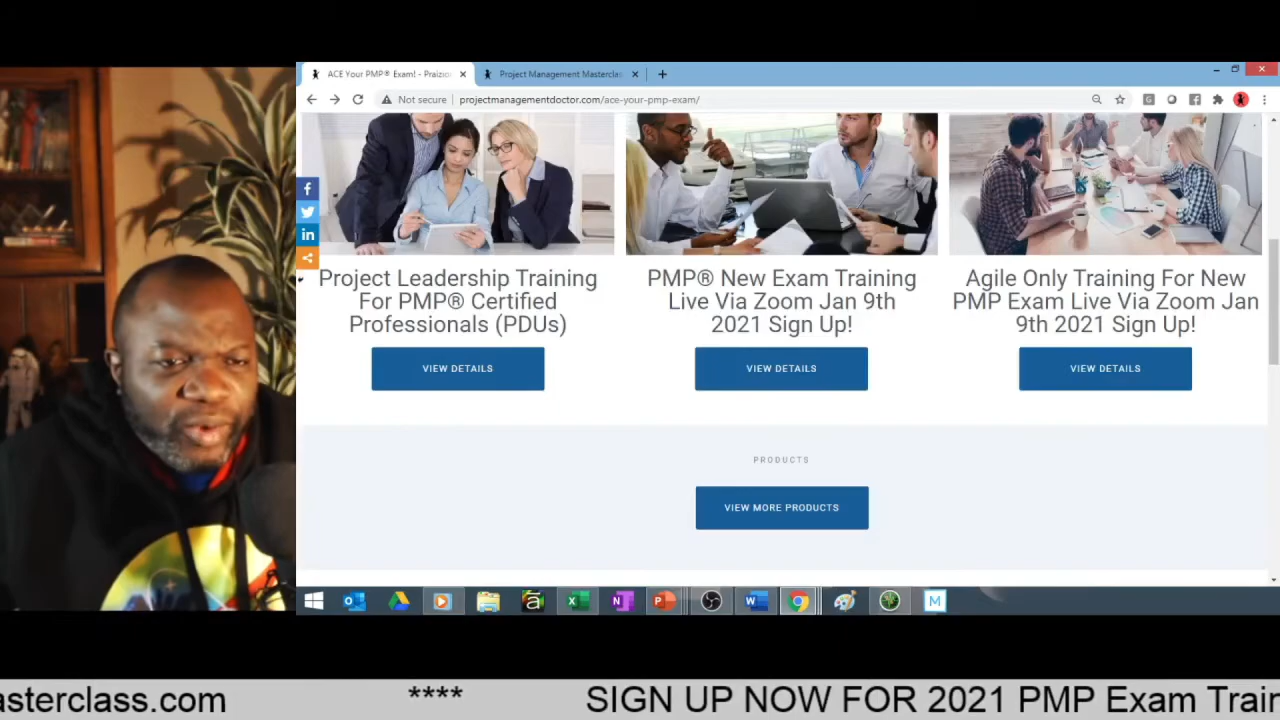 ACE Your PMP® Exam! - Praizio
Project Management Masterclas
Not secure
projectmanagementdoctor.com/ace-your-pmp-exam/
Project Leadership Training
For PMP® Certified
Professionals (PDUs)
VIEW DETAILS
PMP® New Exam Training
Live Via Zoom Jan 9th
2021 Sign Up!
VIEW DETAILS
Agile Only Training For New
PMP Exam Live Via Zoom Jan
9th 2021 Sign Up!
VIEW DETAILS
PRODUCTS
VIEW MORE PRODUCTS
asterclass.com **** SIGN UP NOW FOR 2021 PMP Exam Train